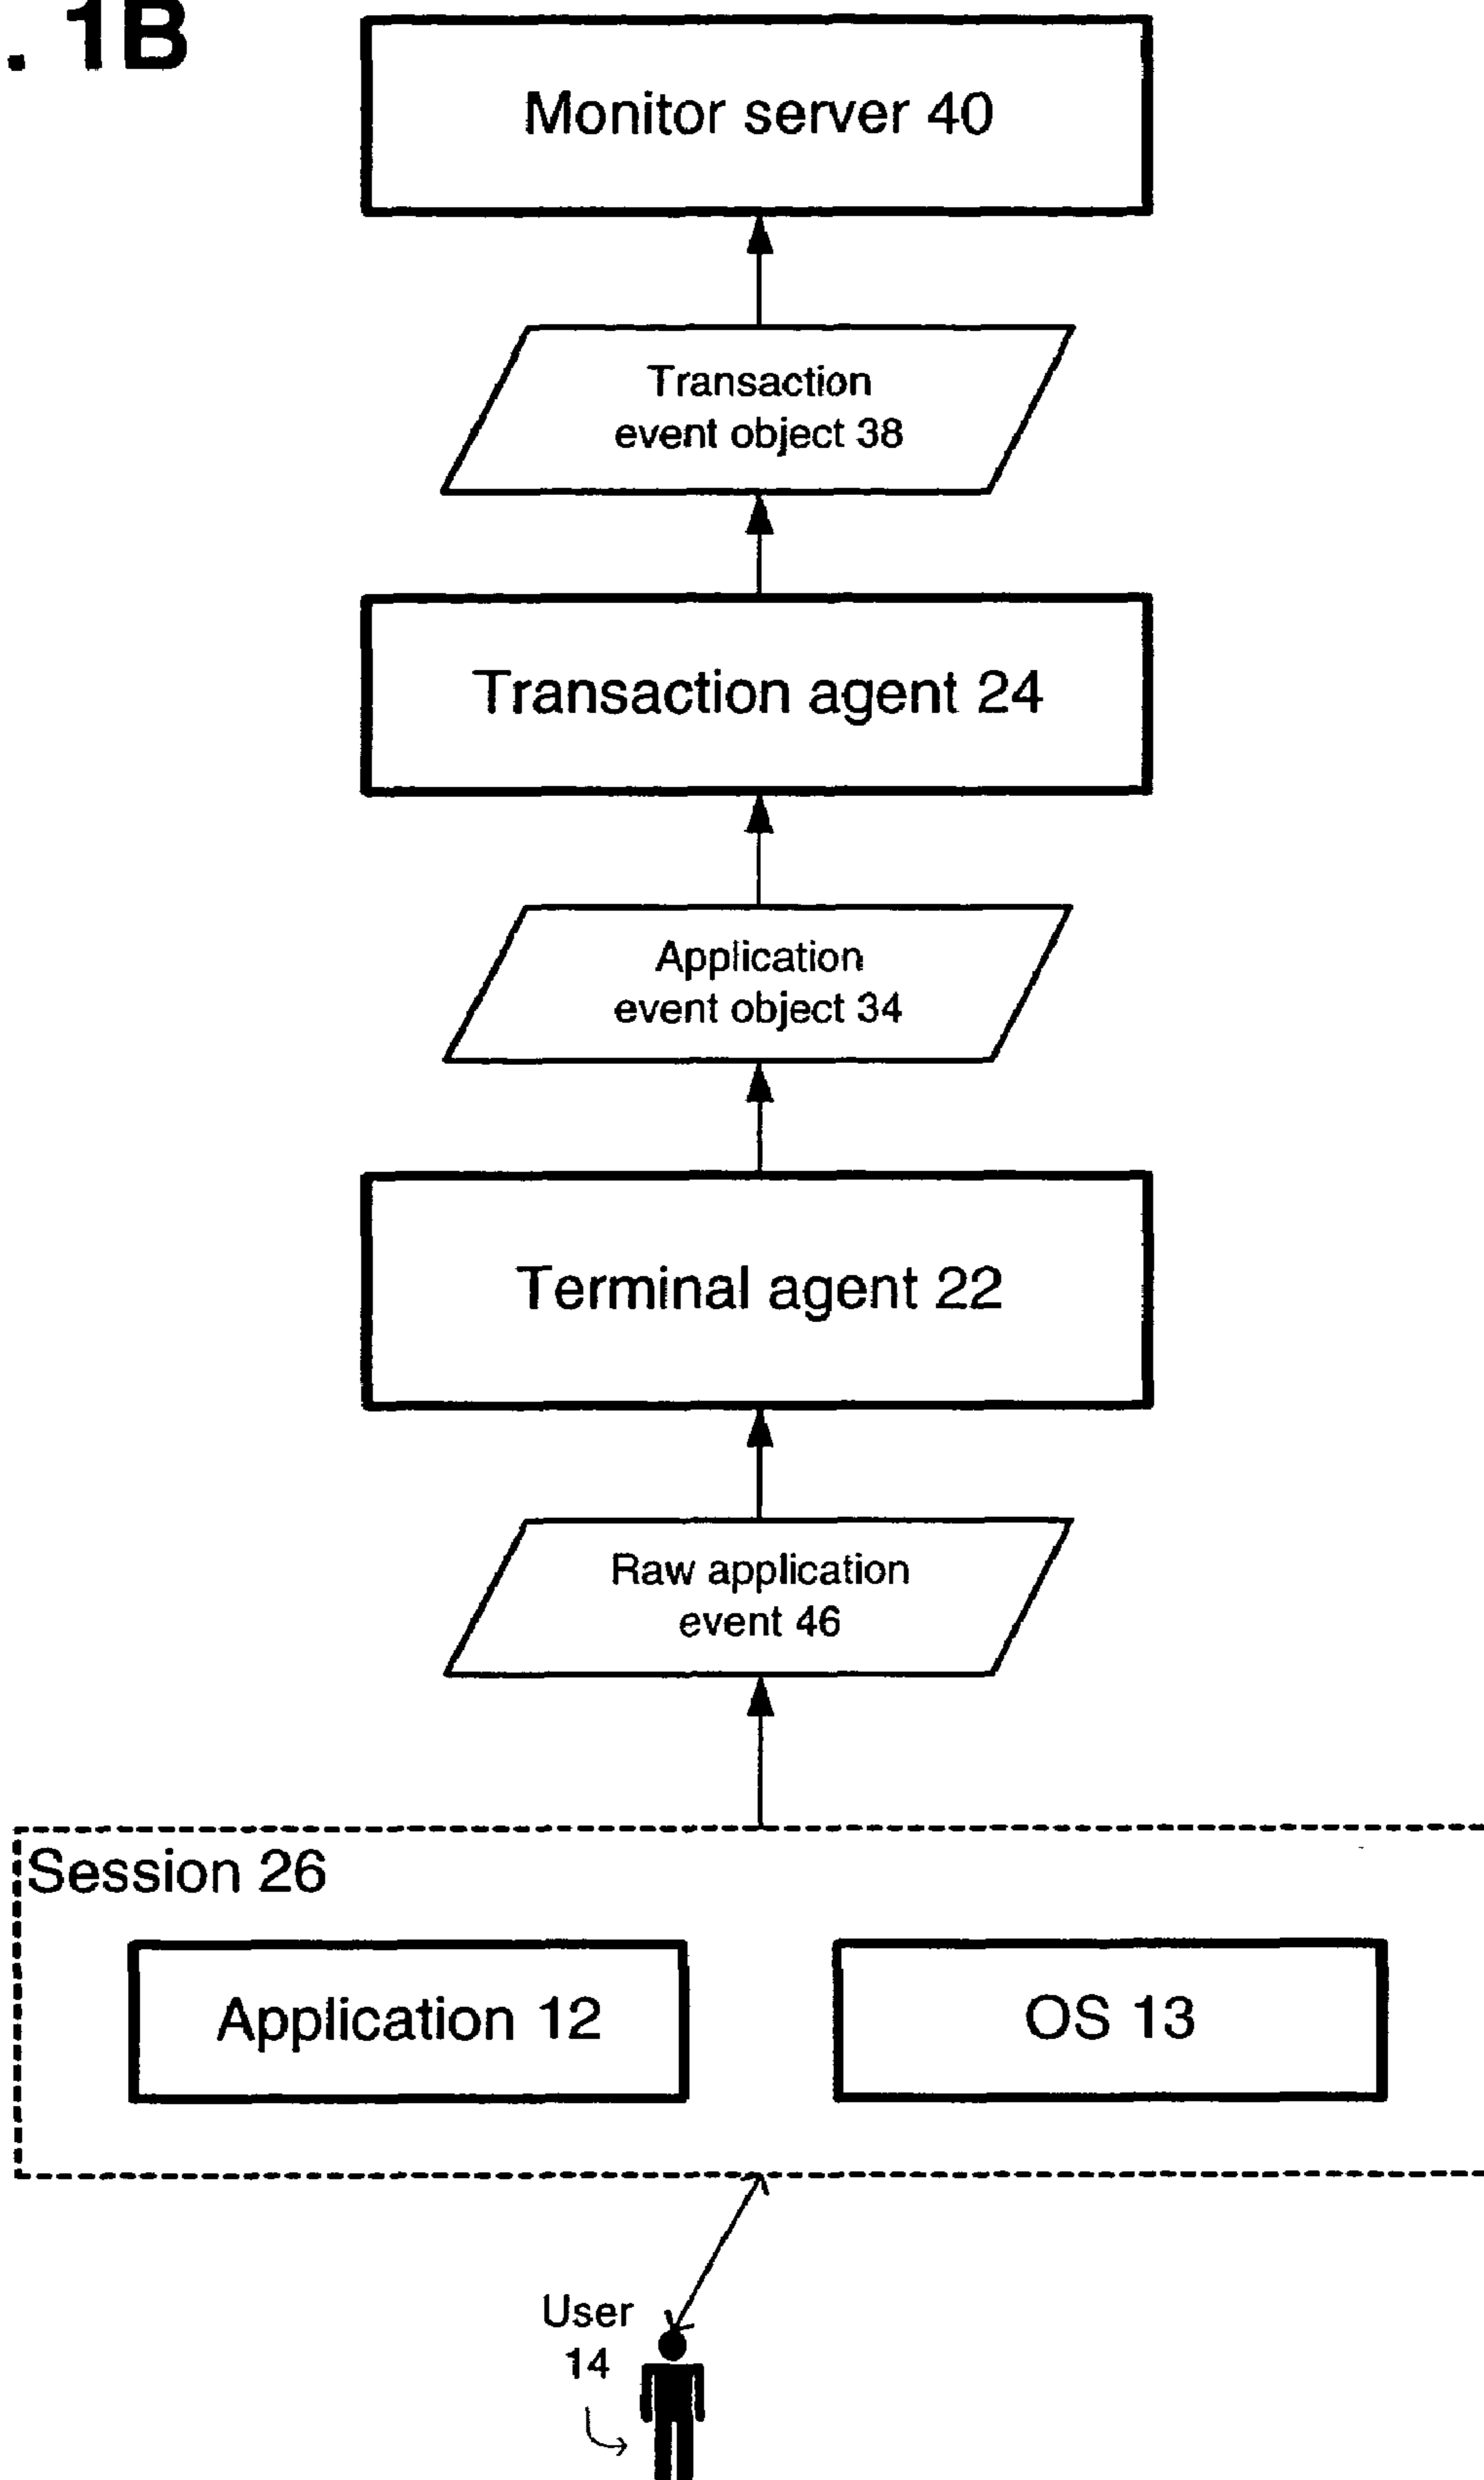 . 1B
Monitor server 40
Transaction
event object 38
Transaction agent 24
Application
event object 34
Terminal agent 22
Raw application
event 46
Session 26
Application 12
OS 13
User
14